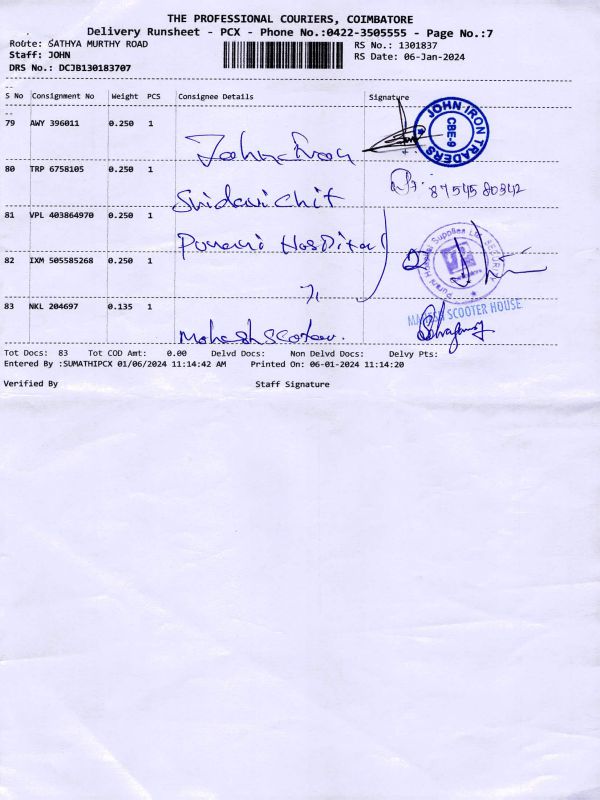 THE PROFESSIONAL COURIERS, COIMBATORE
Delivery Runsheet - PCX - Phone No.:0422-3505555 - Page No.:7
Route: SATHYA MURTHY ROAD
RS No.: 1301837
Staff: JOHN
RS Date: 06-Jan-2024
DRS No.: DCJB130183707
S No Consignment No Weight PCS Consignee Details Signature
79 AWY 396011 0.250 1
JOHN IRON TRADERS
CBE-9
80 TRP 6758105 0.250 1
Sridevi Chit
8754580342
81 VPL 403864970 0.250 1
Purani Hospital
82 IXM 505585268 0.250 1
83 NKL 204697 0.135 1
MAHESH SCOOTER HOUSE
Mahesh Scooter.
Tot Docs: 83 Tot COD Amt: 0.00 Delvd Docs: Non Delvd Docs: Delvy Pts:
Entered By :SUMATHIPCX 01/06/2024 11:14:42 AM Printed On: 06-01-2024 11:14:20
Verified By Staff Signature